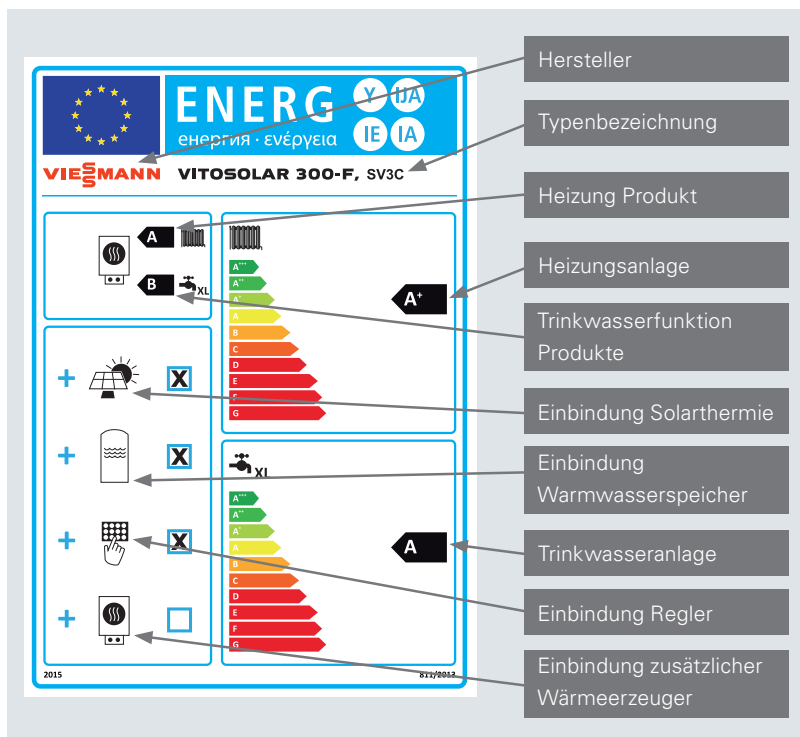 ENERG
Y IJA
IE IA
енергия · ενέργεια
VIESSMANN VITOSOLAR 300-F, SV3C
A
B
XL
A+++
A++
A+
A
B
C
D
E
F
G
A+
+ X
+ X
+ X
+
XL
A+++
A++
A+
A
B
C
D
E
F
G
A
2015
811/2013
Hersteller
Typenbezeichnung
Heizung Produkt
Heizungsanlage
Trinkwasserfunktion
Produkte
Einbindung Solarthermie
Einbindung
Warmwasserspeicher
Trinkwasseranlage
Einbindung Regler
Einbindung zusätzlicher
Wärmeerzeuger